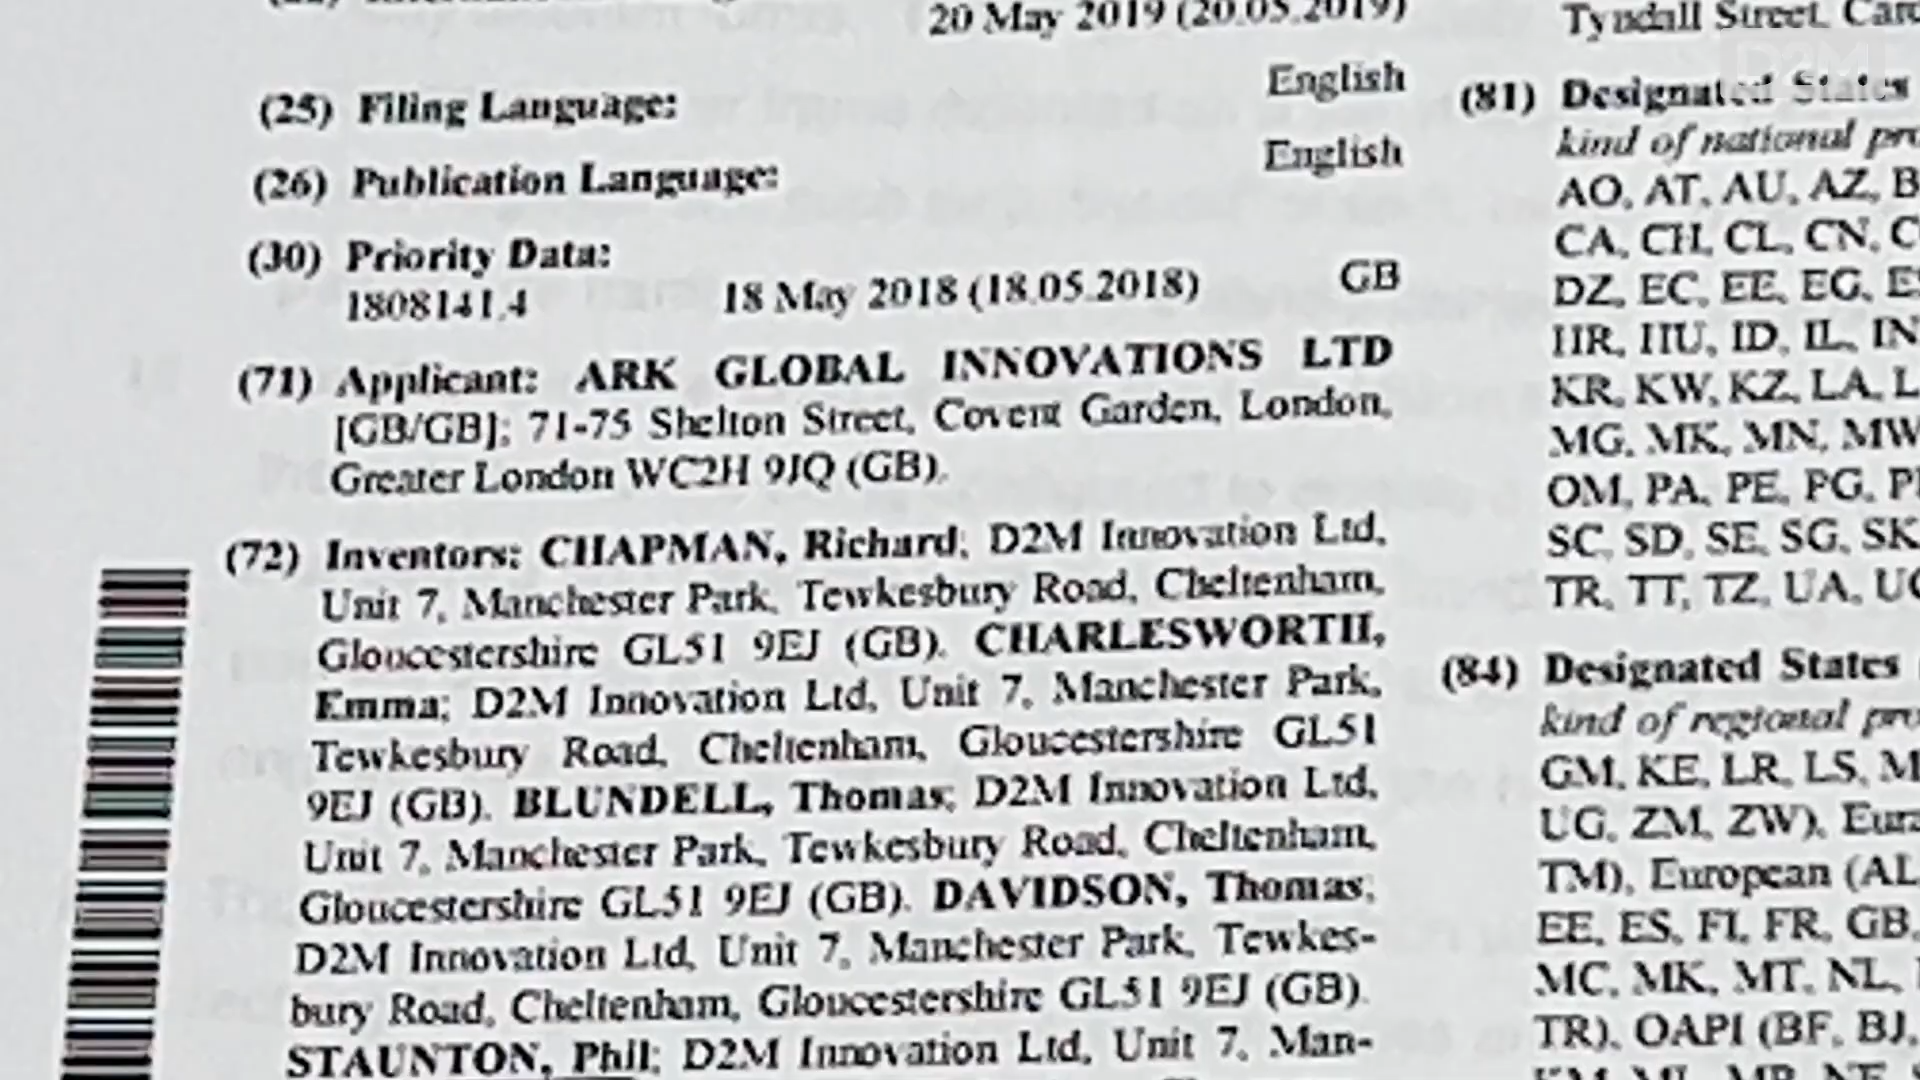 20 May 2019 (20.05.2019)
(25) Filing Language: English
(26) Publication Language: English
(30) Priority Data:
1808141.4 18 May 2018 (18.05.2018) GB
(71) Applicant: ARK GLOBAL INNOVATIONS LTD
[GB/GB]; 71-75 Shelton Street, Covent Garden, London,
Greater London WC2H 9JQ (GB).
(72) Inventors: CHAPMAN, Richard; D2M Innovation Ltd,
Unit 7, Manchester Park, Tewkesbury Road, Cheltenham,
Gloucestershire GL51 9EJ (GB). CHARLESWORTH,
Emma; D2M Innovation Ltd, Unit 7, Manchester Park,
Tewkesbury Road, Cheltenham, Gloucestershire GL51
9EJ (GB). BLUNDELL, Thomas; D2M Innovation Ltd,
Unit 7, Manchester Park, Tewkesbury Road, Cheltenham,
Gloucestershire GL51 9EJ (GB). DAVIDSON, Thomas;
D2M Innovation Ltd, Unit 7, Manchester Park, Tewkes-
bury Road, Cheltenham, Gloucestershire GL51 9EJ (GB).
STAUNTON, Phil; D2M Innovation Ltd, Unit 7, Man-
Tyndall Street, Car
D2M
(81) Designated States
kind of national pro
AO, AT, AU, AZ, B
CA, CH, CL, CN, C
DZ, EC, EE, EG, ES
HR, HU, ID, IL, IN
KR, KW, KZ, LA, L
MG, MK, MN, MW
OM, PA, PE, PG, P
SC, SD, SE, SG, SK
TR, TT, TZ, UA, UG
(84) Designated States
kind of regional pro
GM, KE, LR, LS, M
UG, ZM, ZW), Eura
TM), European (AL
EE, ES, FI, FR, GB,
MC, MK, MT, NL,
TR), OAPI (BF, BJ,